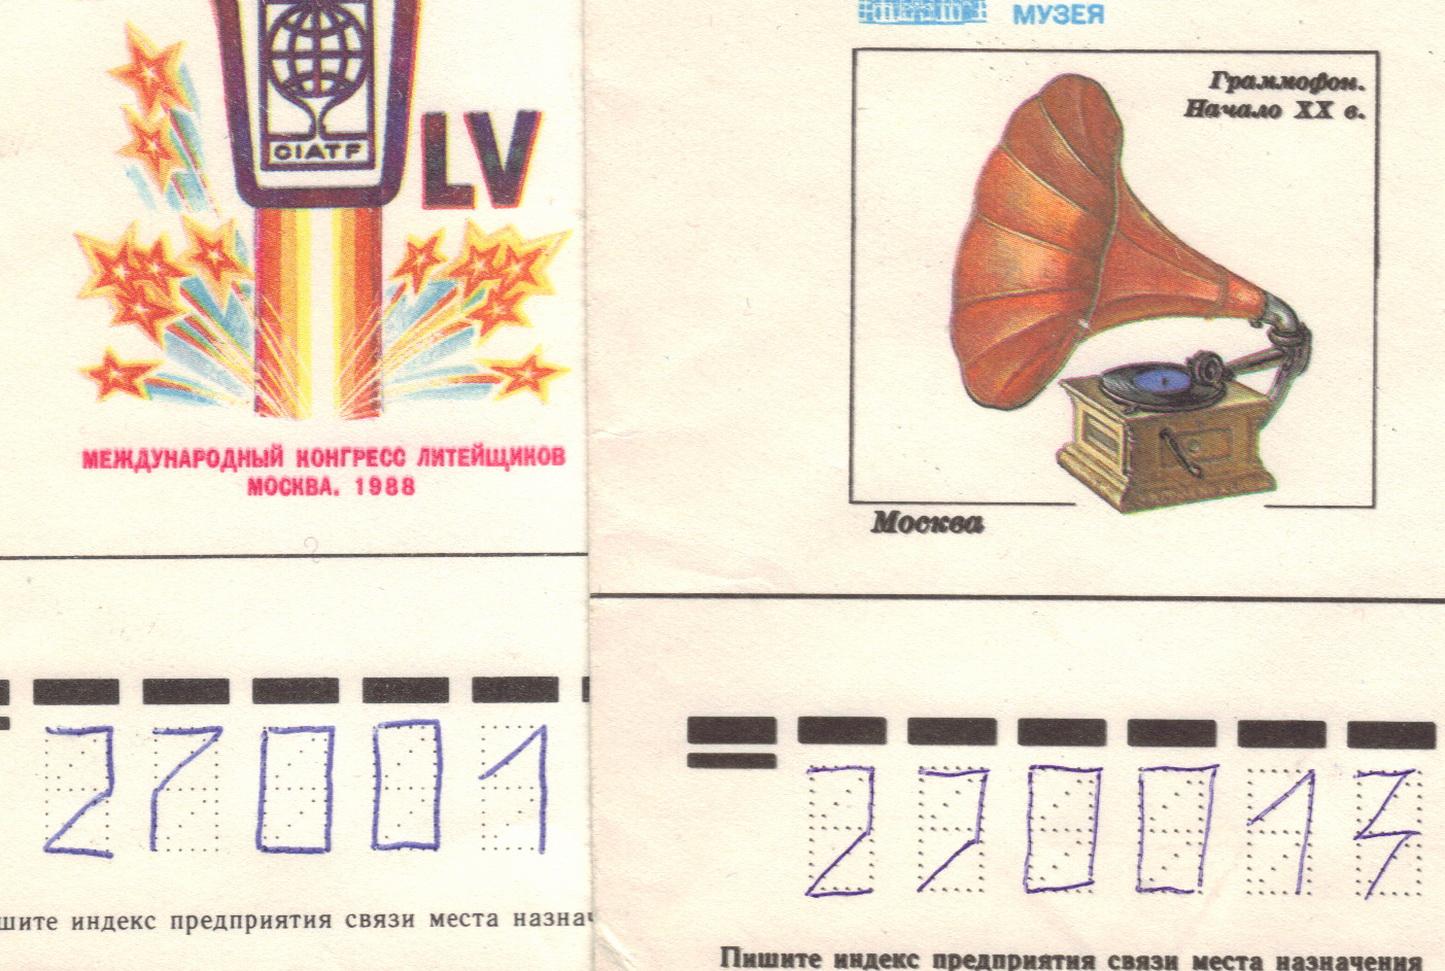 CIATF
LV
МЕЖДУНАРОДНЫЙ КОНГРЕСС ЛИТЕЙЩИКОВ
МОСКВА. 1988
27001
шите индекс предприятия связи места назнач
МУЗЕЯ
Граммофон.
Начало XX в.
Москва
270013
Пишите индекс предприятия связи места назначения